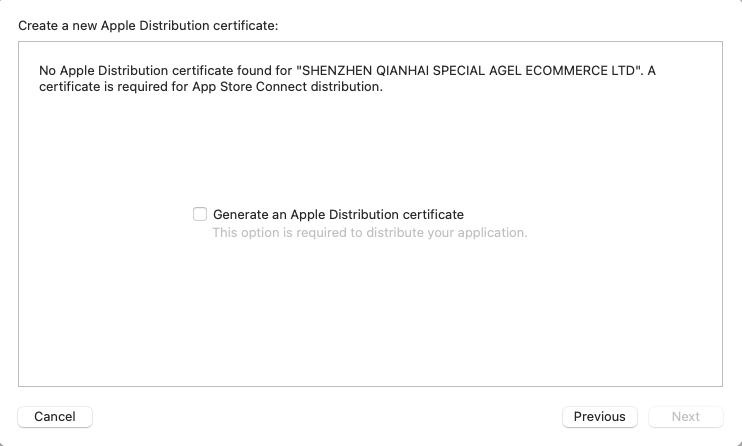 Create a new Apple Distribution certificate:
No Apple Distribution certificate found for "SHENZHEN QIANHAI SPECIAL AGEL ECOMMERCE LTD". A
certificate is required for App Store Connect distribution.
Generate an Apple Distribution certificate
This option is required to distribute your application.
Cancel
Previous
Next